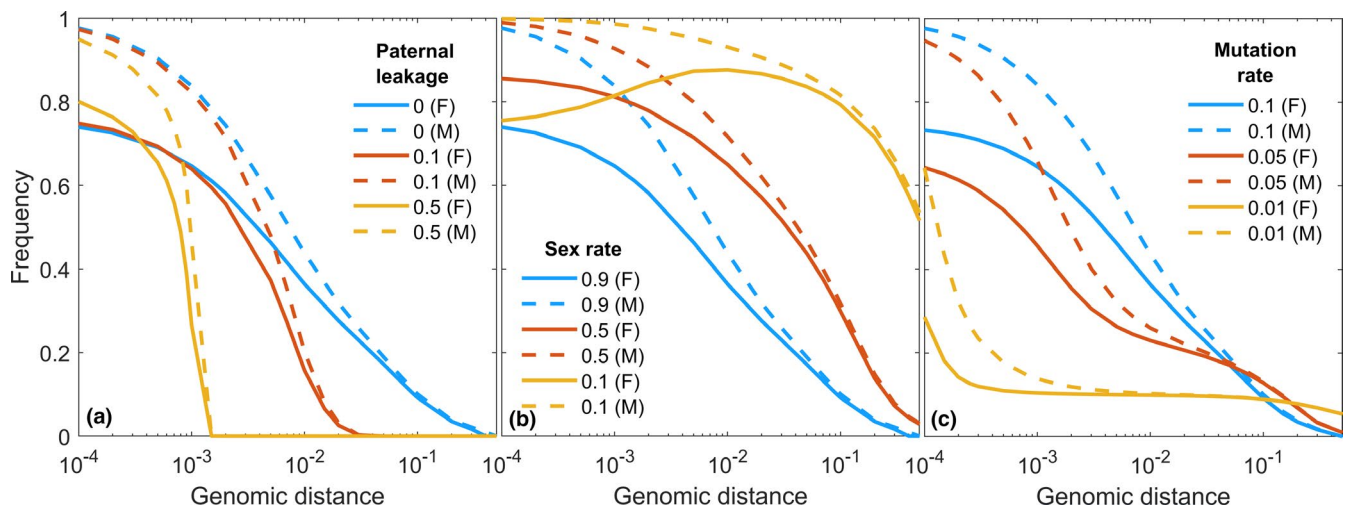 Frequency
1
0.8
0.6
0.4
0.2
0
Paternal
leakage
0 (F)
0 (M)
0.1 (F)
0.1 (M)
0.5 (F)
0.5 (M)
(a)
10-4
10-3
10-2
10-1
Genomic distance
Sex rate
0.9 (F)
0.9 (M)
0.5 (F)
0.5 (M)
0.1 (F)
0.1 (M)
(b)
10-4
10-3
10-2
10-1
Genomic distance
Mutation
rate
0.1 (F)
0.1 (M)
0.05 (F)
0.05 (M)
0.01 (F)
0.01 (M)
(c)
10-4
10-3
10-2
10-1
Genomic distance